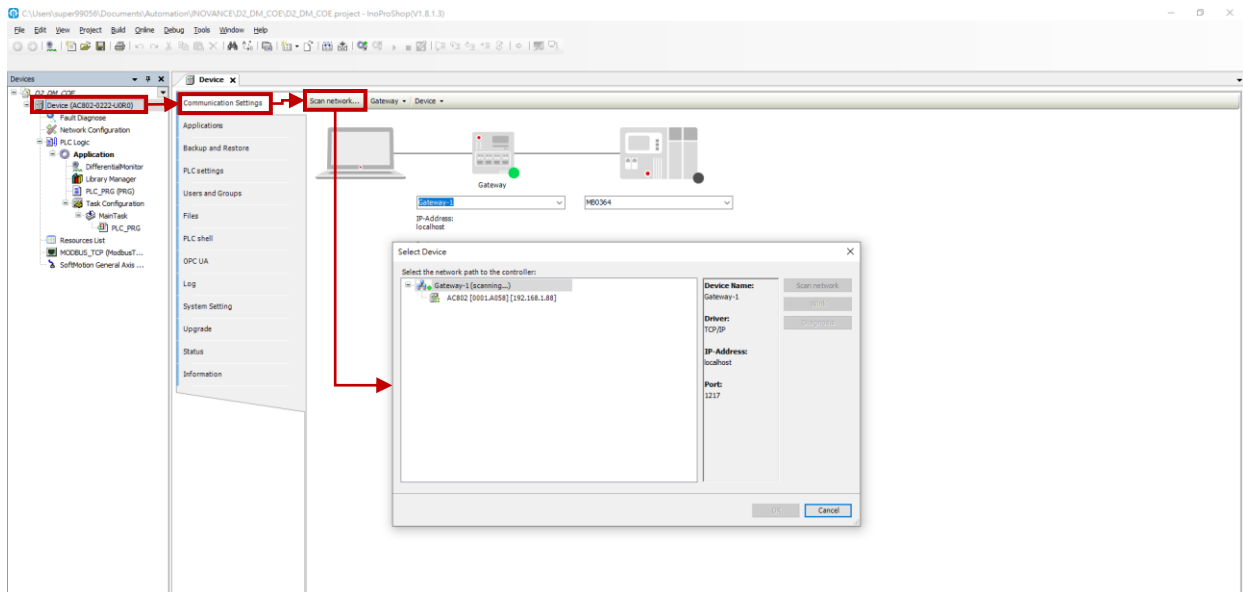 C:\Users\super99056\Documents\Automation\INOVANCE\D2_DM_COE\D2_DM_COE.project - InoProShop(V1.8.1.3)
File Edit View Project Build Online Debug Tools Window Help
Devices
Device
D2_DM_COE
Device (AC802-0222-U0R0)
Fault Diagnose
Network Configuration
PLC Logic
Application
DifferentialMonitor
Library Manager
PLC_PRG (PRG)
Task Configuration
MainTask
PLC_PRG
Resources List
MODBUS_TCP (ModbusT...
SoftMotion General Axis ...
Communication Settings
Applications
Backup and Restore
PLC settings
Users and Groups
Files
PLC shell
OPC UA
Log
System Setting
Upgrade
Status
Information
Scan network... Gateway Device
Gateway
Gateway-1
MB0364
IP-Address:
localhost
Select Device
Select the network path to the controller:
Gateway-1 (scanning...)
AC802 [0001.A058] [192.168.1.88]
Device Name:
Gateway-1
Driver:
TCP/IP
IP-Address:
localhost
Port:
1217
Scan network
Wink
Diagnosis
OK Cancel